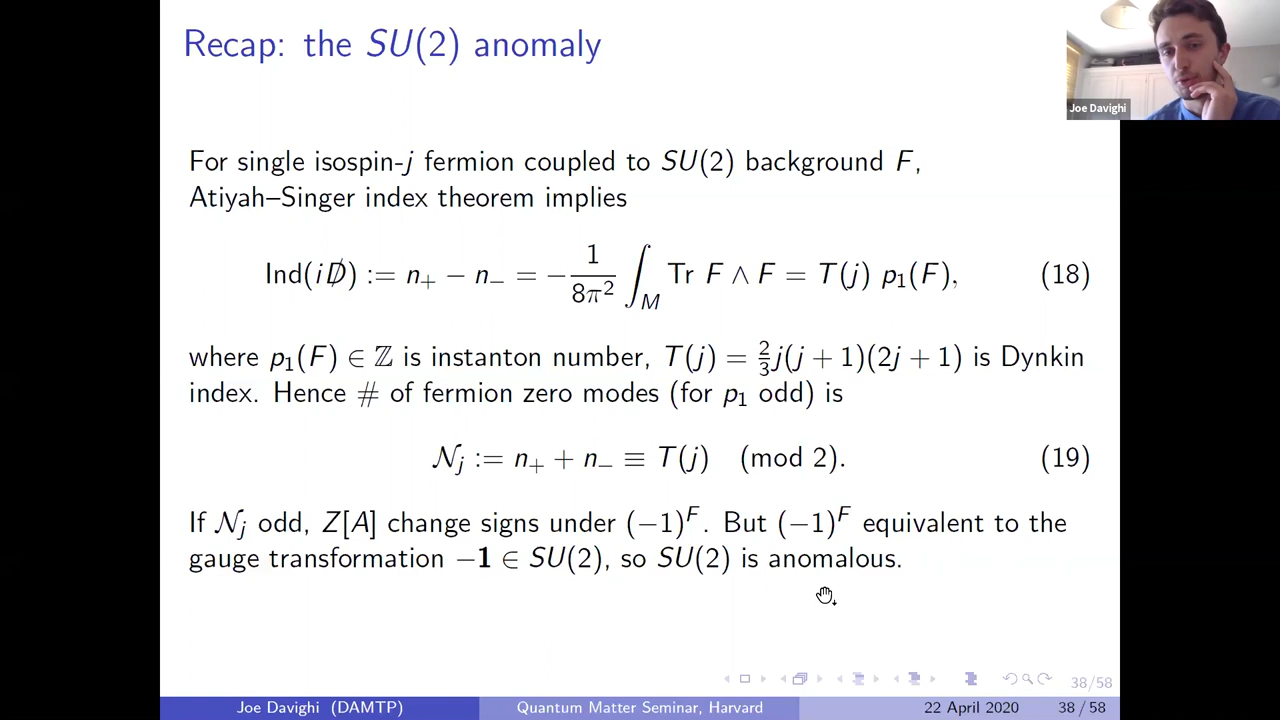 Recap: the SU(2) anomaly
Joe Davighi
For single isospin-j fermion coupled to SU(2) background F,
Atiyah–Singer index theorem implies
Ind(iD̸) := n₊ − n₋ = −1/8π² ∫_M Tr F ∧ F = T(j) p₁(F), (18)
where p₁(F) ∈ ℤ is instanton number, T(j) = 2/3 j(j + 1)(2j + 1) is Dynkin
index. Hence # of fermion zero modes (for p₁ odd) is
𝒩ⱼ := n₊ + n₋ ≡ T(j) (mod 2). (19)
If 𝒩ⱼ odd, Z[A] change signs under (−1)^F. But (−1)^F equivalent to the
gauge transformation −1 ∈ SU(2), so SU(2) is anomalous.
38/58
Joe Davighi (DAMTP) Quantum Matter Seminar, Harvard 22 April 2020 38 / 58